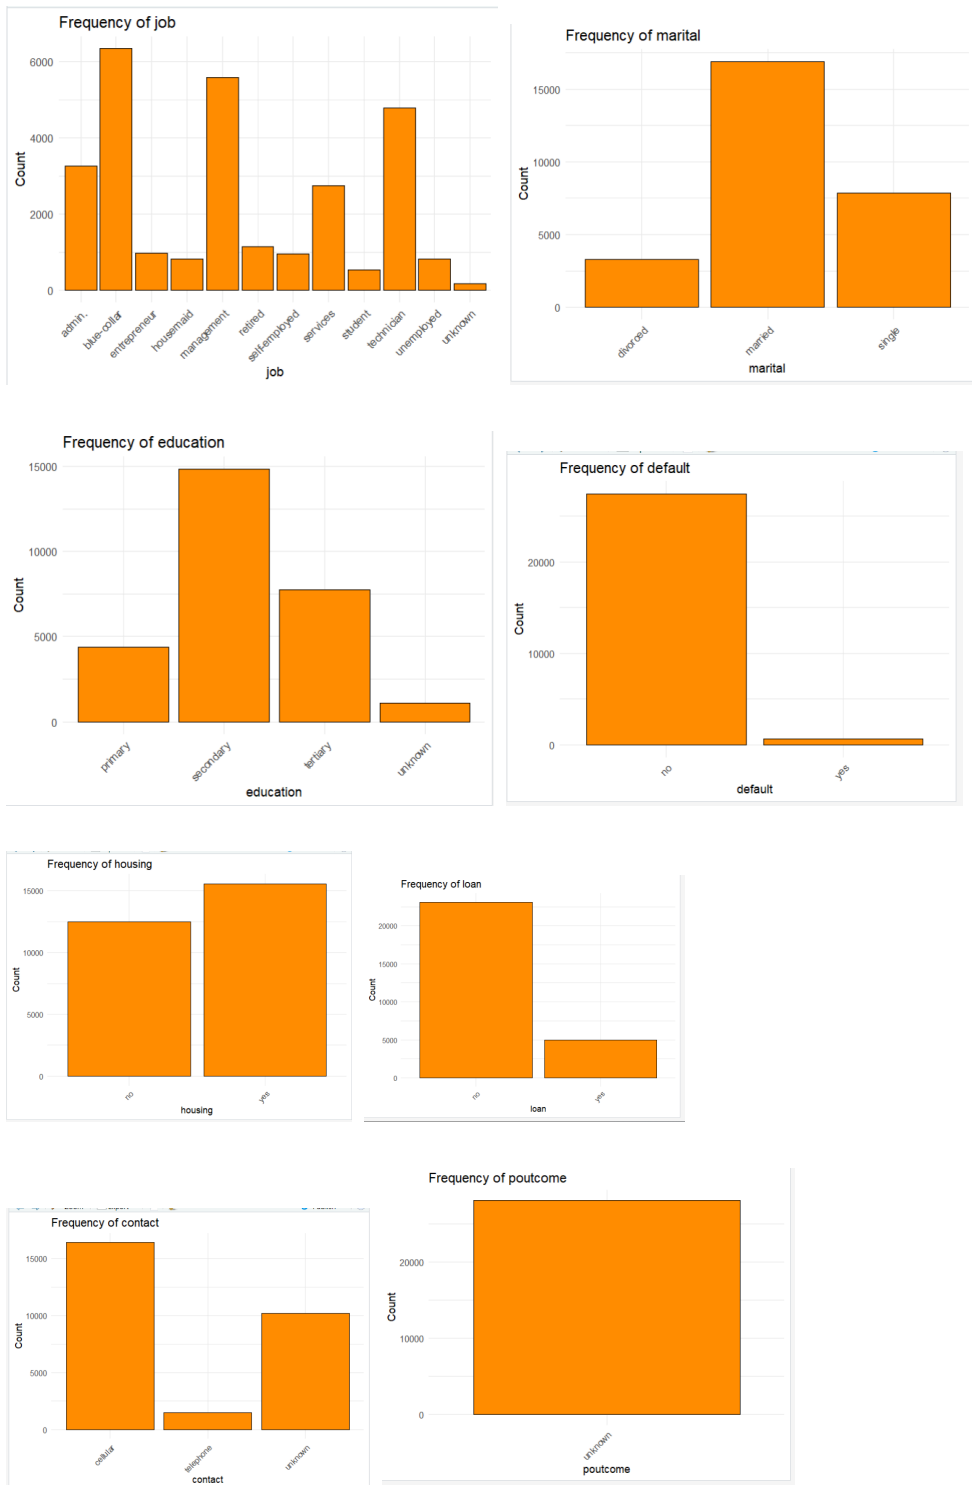 Frequency of job
6000
4000
2000
0
Count
admin.
blue-collar
entrepreneur
housemaid
management
retired
self-employed
services
student
technician
unemployed
unknown
job
Frequency of marital
15000
10000
5000
0
Count
divorced
married
single
marital
Frequency of education
15000
10000
5000
0
Count
primary
secondary
tertiary
unknown
education
Frequency of default
20000
10000
0
Count
no
yes
default
Frequency of housing
15000
10000
5000
0
Count
no
yes
housing
Frequency of loan
20000
15000
10000
5000
0
Count
no
yes
loan
Frequency of contact
15000
10000
5000
0
Count
cellular
telephone
unknown
contact
Frequency of poutcome
20000
10000
0
Count
unknown
poutcome